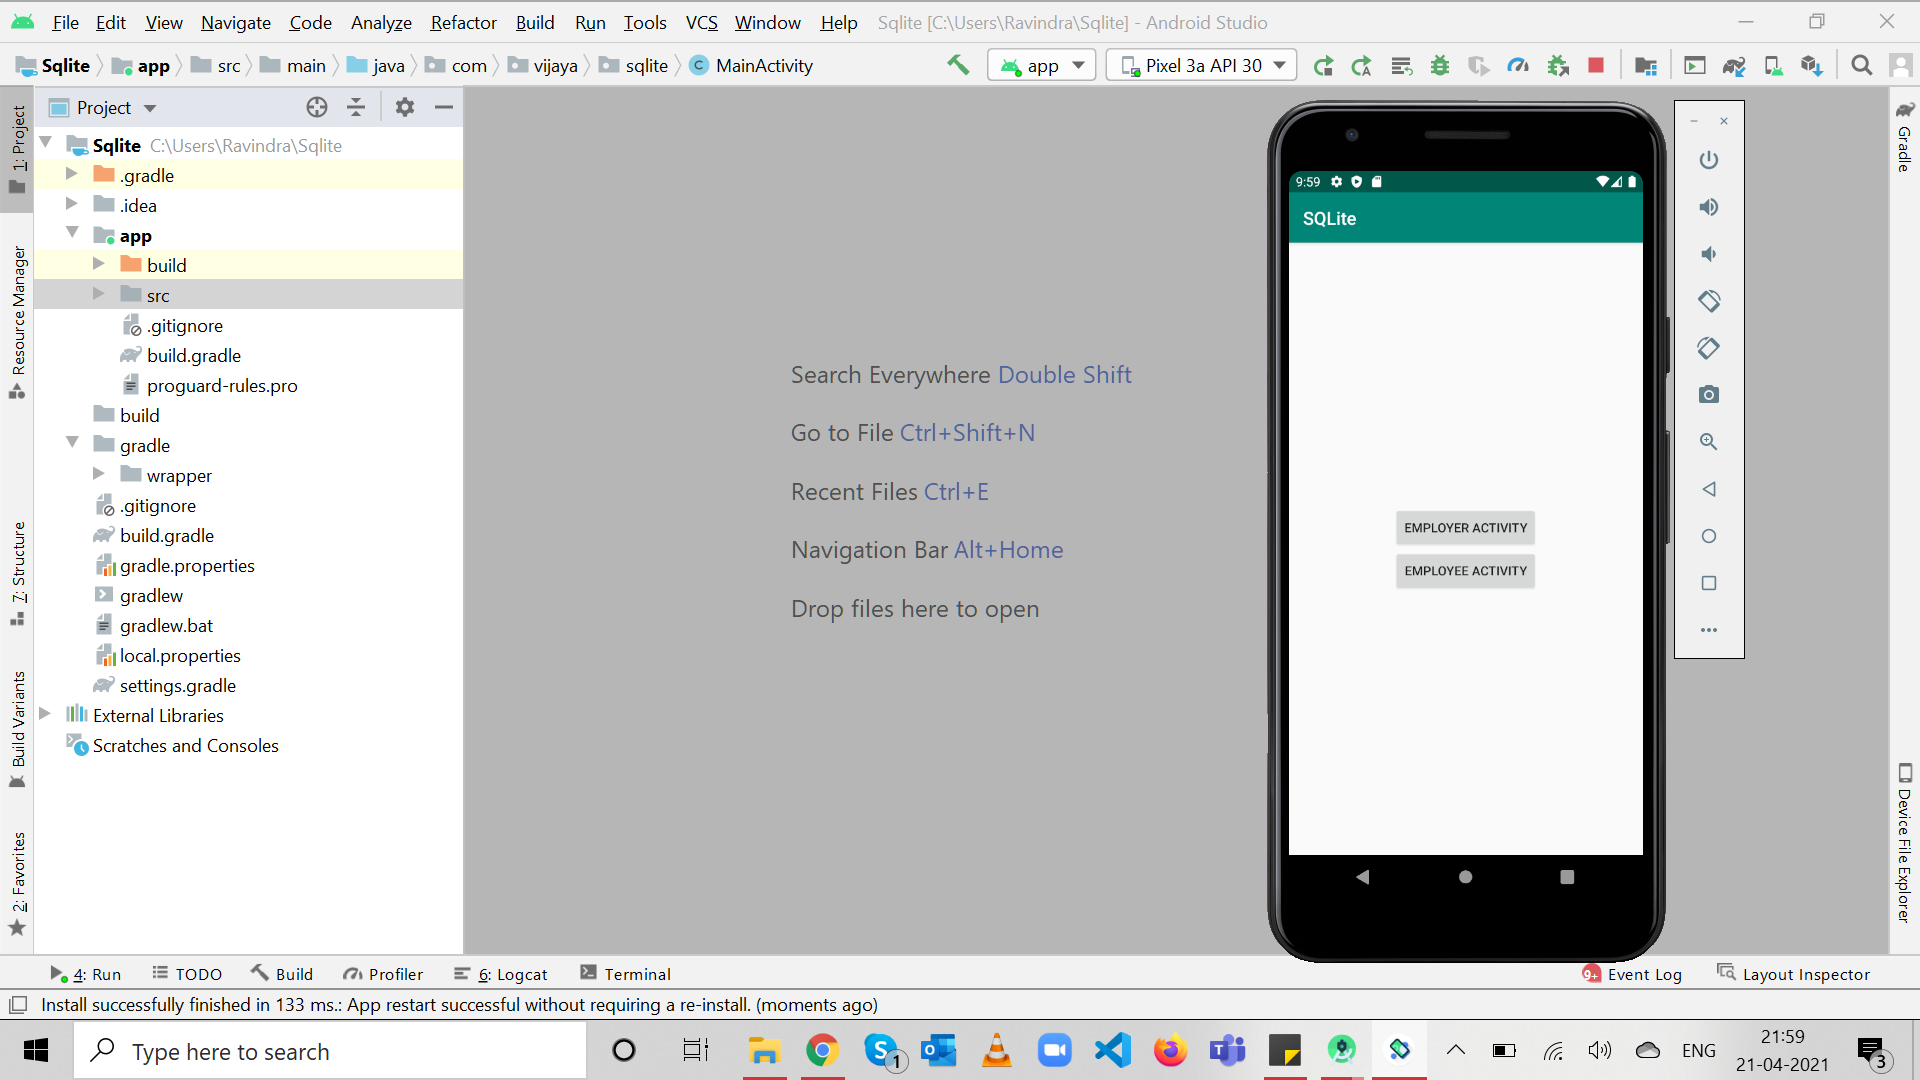 File Edit View Navigate Code Analyze Refactor Build Run Tools VCS Window Help Sqlite [C:\Users\Ravindra\Sqlite] - Android Studio
Sqlite app src main java com vijaya sqlite C MainActivity app Pixel 3a API 30
1: Project
Resource Manager
7: Structure
Build Variants
2: Favorites
Project
Sqlite C:\Users\Ravindra\Sqlite
.gradle
.idea
app
build
src
.gitignore
build.gradle
proguard-rules.pro
build
gradle
wrapper
.gitignore
build.gradle
gradle.properties
gradlew
gradlew.bat
local.properties
settings.gradle
External Libraries
Scratches and Consoles
Search Everywhere Double Shift
Go to File Ctrl+Shift+N
Recent Files Ctrl+E
Navigation Bar Alt+Home
Drop files here to open
9:59
SQLite
EMPLOYER ACTIVITY
EMPLOYEE ACTIVITY
Gradle
Device File Explorer
4: Run TODO Build Profiler 6: Logcat Terminal 9+ Event Log Layout Inspector
Install successfully finished in 133 ms.: App restart successful without requiring a re-install. (moments ago)
Type here to search
1
ENG
21:59
21-04-2021
3